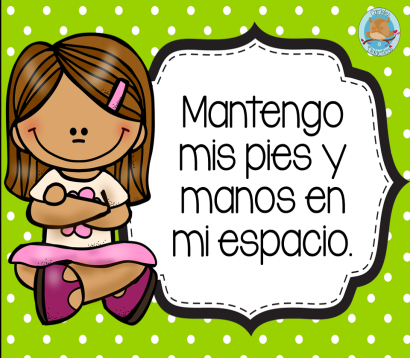 Mantengo
mis pies y
manos en
mi espacio.